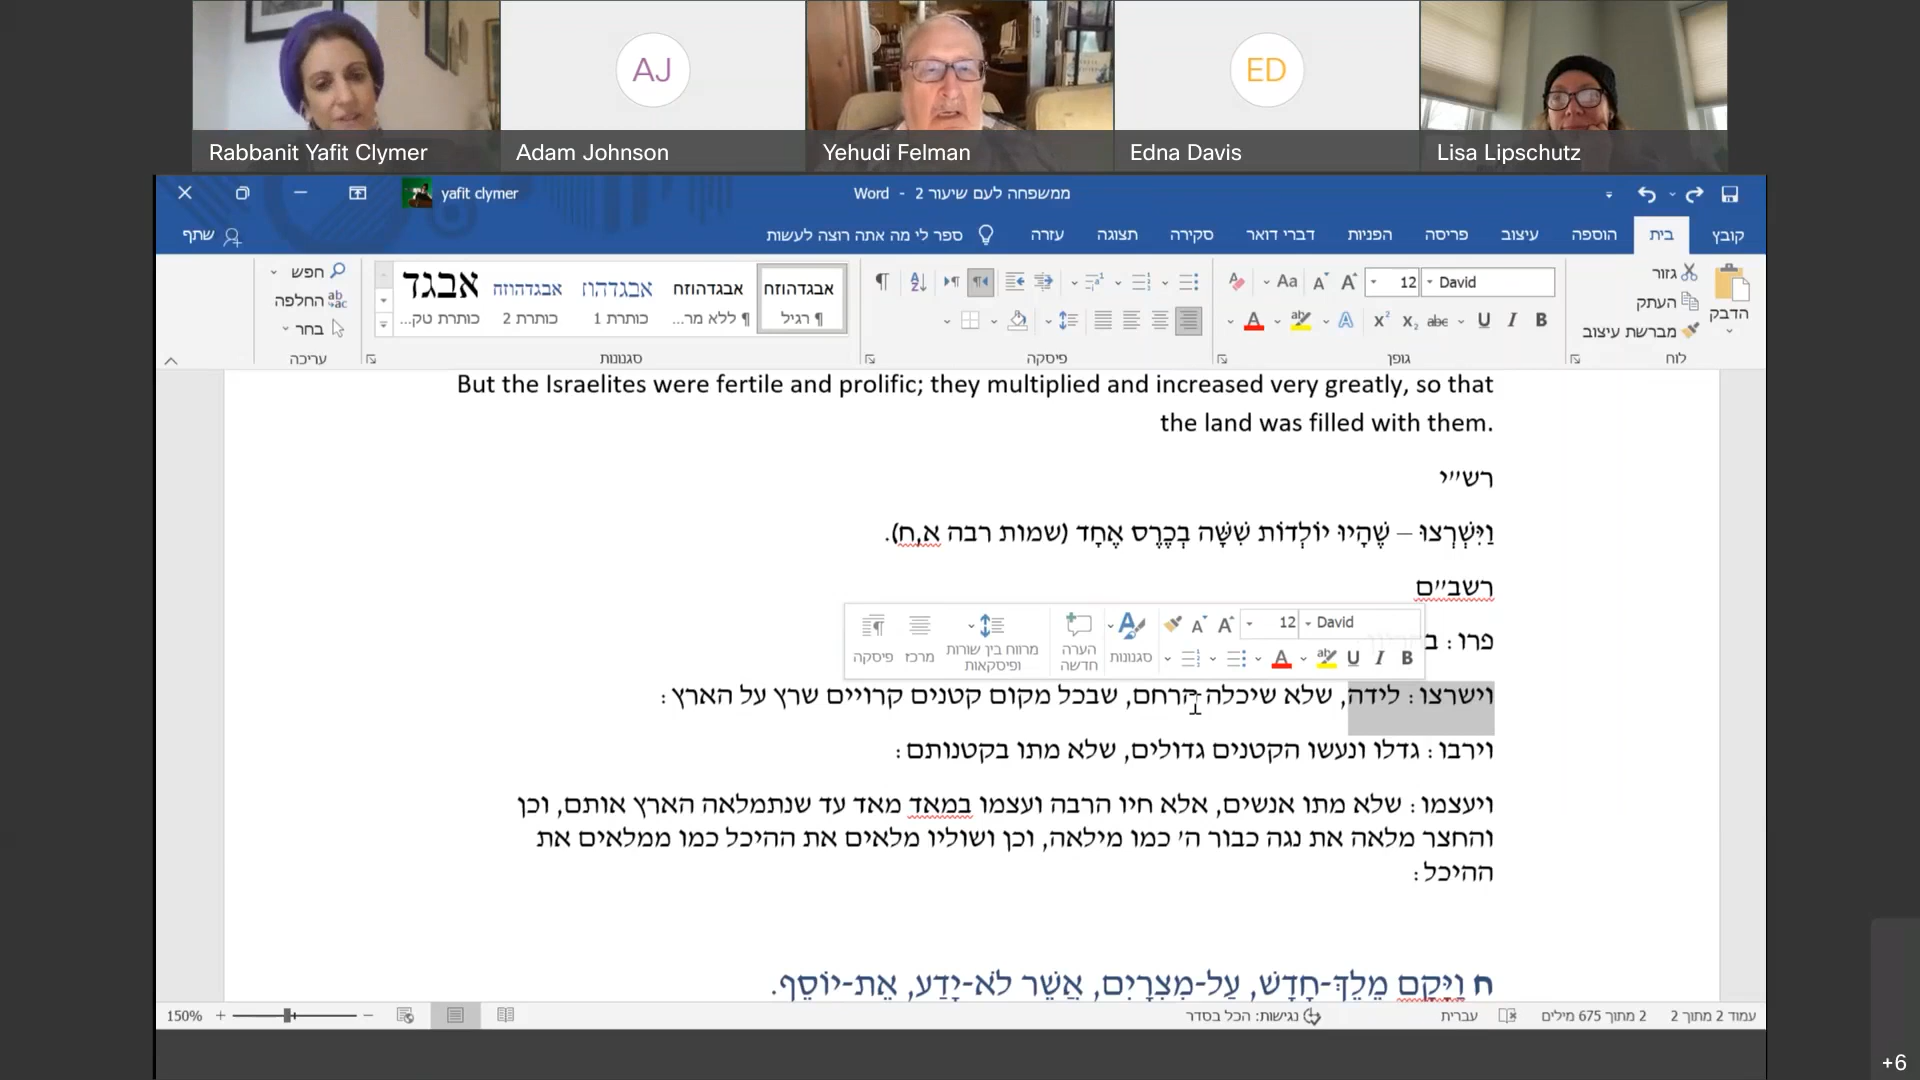 AJ
ED
Rabbanit Yafit Clymer
Adam Johnson
Yehudi Felman
Edna Davis
Lisa Lipschutz
yafit clymer
ממשפחה לעם שיעור 2 - Word
קובץ
בית
הוספה
עיצוב
פריסה
הפניות
דברי דואר
סקירה
תצוגה
עזרה
ספר לי מה אתה רוצה לעשות
שתף
הדבק
גזור
העתק
מברשת עיצוב
לוח
David
12
גופן
פיסקה
אבגדהוזח
¶ רגיל
אבגדהוזח
¶ ללא מר...
אבגדהוז
כותרת 1
אבגדהוזח
כותרת 2
אבגד
כותרת טק...
סגנונות
חפש
החלפה
בחר
עריכה
But the Israelites were fertile and prolific; they multiplied and increased very greatly, so that
the land was filled with them.
רש״י
וַיִּשְׁרְצוּ – שֶׁהָיוּ יוֹלְדוֹת שִׁשָּׁה בְּכֶרֶס אֶחָד (שמות רבה א,ח).
רשב״ם
פרו :
David
12
סגנונות
הערה
חדשה
מרווח בין שורות
ופיסקאות
מרכז
פיסקה
וישרצו : לידה, שלא שיכלה הרחם, שבכל מקום קטנים קרויים שרץ על הארץ :
וירבו : גדלו ונעשו הקטנים גדולים, שלא מתו בקטנותם :
ויעצמו : שלא מתו אנשים, אלא חיו הרבה ועצמו במאד מאד עד שנתמלאה הארץ אותם, וכן
והחצר מלאה את נגה כבור ה׳ כמו מילאה, וכן ושוליו מלאים את ההיכל כמו ממלאים את
ההיכל :
ח וַיָּקָם מֶלֶךְ-חָדָשׁ, עַל-מִצְרָיִם, אֲשֶׁר לֹא-יָדַע, אֶת-יוֹסֵף.
עמוד 2 מתוך 2
2 מתוך 675 מילים
עברית
נגישות: הכל בסדר
150%
+6